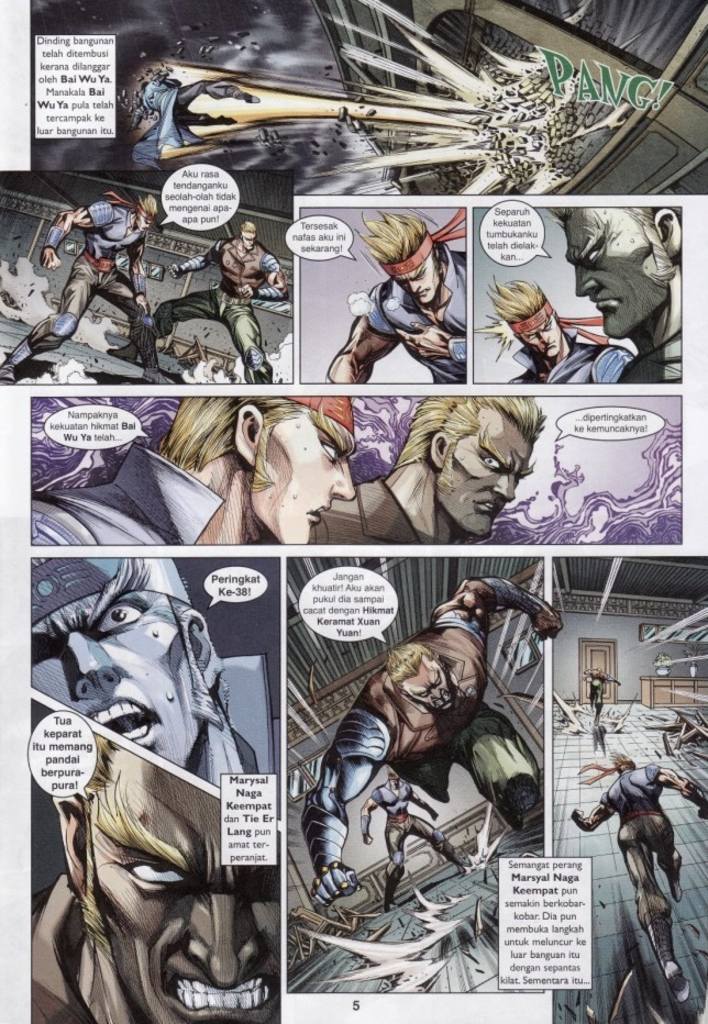 Dinding bangunan
telah ditembusi
kerana dilanggar
oleh Bai Wu Ya.
Manakala Bai
Wu Ya pula telah
tercampak ke
luar bangunan itu.
PANG!
Aku rasa
tendanganku
seolah-olah tidak
mengenai apa-
apa pun!
Tersesak
nafas aku ini
sekarang!
Separuh
kekuatan
tumbukanku
telah dielak-
kan...
Nampaknya
kekuatan hikmat Bai
Wu Ya telah...
...dipertingkatkan
ke kemuncaknya!
Peringkat
Ke-38!
Tua
keparat
itu memang
pandai
berpura-
pura!
Marysal
Naga
Keempat
dan Tie Er
Lang pun
amat ter-
peranjat.
Jangan
khuatir! Aku akan
pukul dia sampai
cacat dengan Hikmat
Keramat Xuan
Yuan!
Semangat perang
Marsyal Naga
Keempat pun
semakin berkobar-
kobar. Dia pun
membuka langkah
untuk meluncur ke
luar banguan itu
dengan sepantas
kilat. Sementara itu...
5